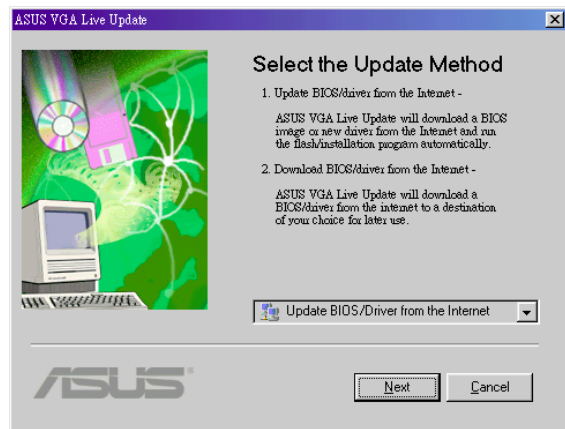 ASUS VGA Live Update
Select the Update Method
1. Update BIOS/driver from the Internet -
ASUS VGA Live Update will download a BIOS
image or new driver from the Internet and run
the flash/installation program automatically.
2. Download BIOS/driver from the Internet -
ASUS VGA Live Update will download a
BIOS/driver from the internet to a destination
of your choice for later use.
Update BIOS/Driver from the Internet
ASUS
Next
Cancel